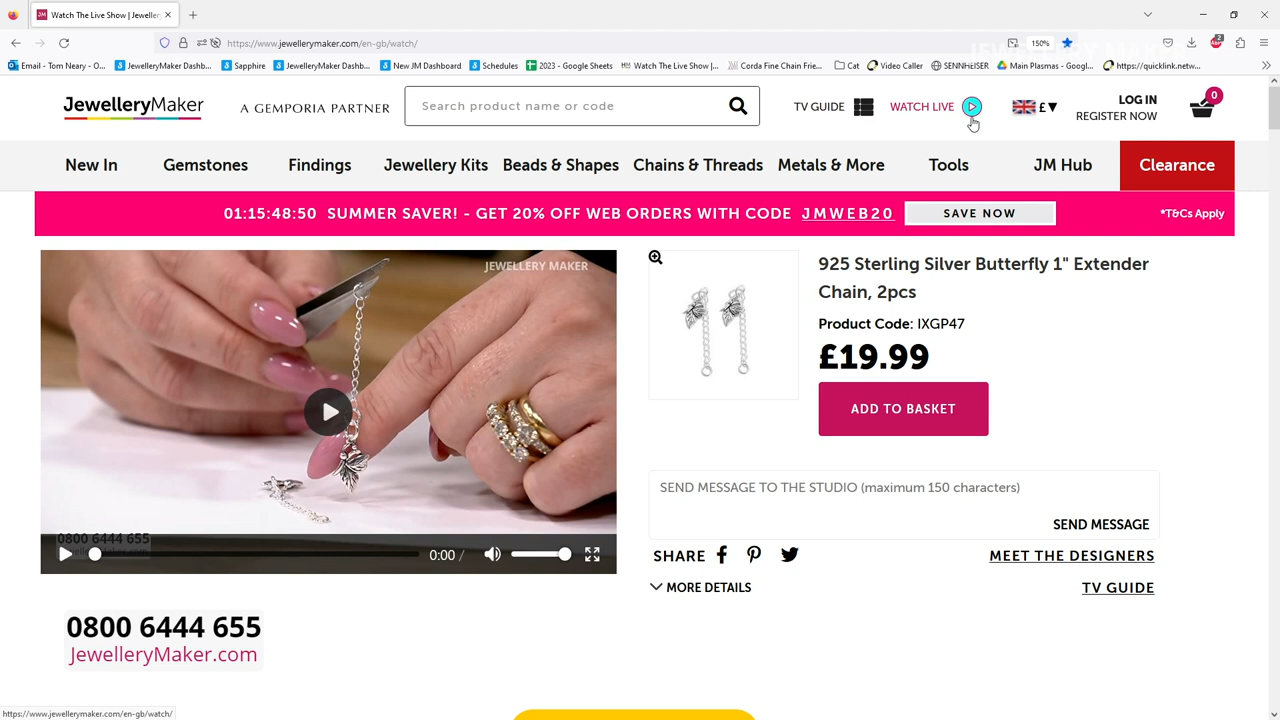 Watch The Live Show | Jeweller
JEWELLERY MAKER
https://www.jewellerymaker.com/en-gb/watch/
150%
2
Email - Tom Neary - O...
JewelleryMaker Dashb...
Sapphire
JewelleryMaker Dashb...
New JM Dashboard
Schedules
2023 - Google Sheets
Watch The Live Show |...
Corda Fine Chain Frie...
Cat
Video Caller
SENNHEISER
Main Plasmas - Googl...
https://quicklink.netw...
JewelleryMaker
A GEMPORIA PARTNER
Search product name or code
TV GUIDE
WATCH LIVE
£▼
LOG IN
REGISTER NOW
0
New In
Gemstones
Findings
Jewellery Kits
Beads & Shapes
Chains & Threads
Metals & More
Tools
JM Hub
Clearance
01:15:48:50 SUMMER SAVER! - GET 20% OFF WEB ORDERS WITH CODE JMWEB20
SAVE NOW
*T&Cs Apply
JEWELLERY MAKER
0800 6444 655
0:00 /
925 Sterling Silver Butterfly 1" Extender
Chain, 2pcs
Product Code: IXGP47
£19.99
ADD TO BASKET
SEND MESSAGE TO THE STUDIO (maximum 150 characters)
SEND MESSAGE
SHARE
MEET THE DESIGNERS
MORE DETAILS
TV GUIDE
0800 6444 655
JewelleryMaker.com
https://www.jewellerymaker.com/en-gb/watch/